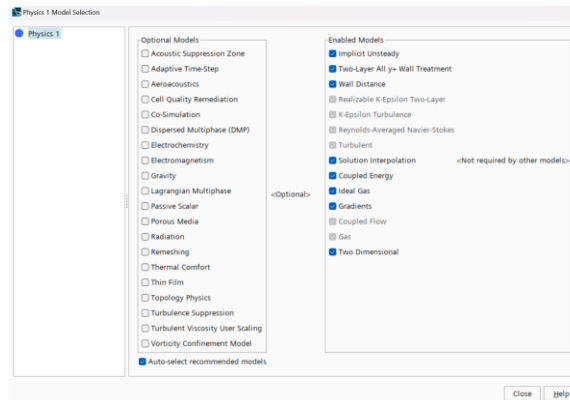 Physics 1 Model Selection
Physics 1
Optional Models
Acoustic Suppression Zone
Adaptive Time-Step
Aeroacoustics
Cell Quality Remediation
Co-Simulation
Dispersed Multiphase (DMP)
Electrochemistry
Electromagnetism
Gravity
Lagrangian Multiphase
Passive Scalar
Porous Media
Radiation
Remeshing
Thermal Comfort
Thin Film
Topology Physics
Turbulence Suppression
Turbulent Viscosity User Scaling
Vorticity Confinement Model
Auto-select recommended models
<Optional>
Enabled Models
Implicit Unsteady
Two-Layer All y+ Wall Treatment
Wall Distance
Realizable K-Epsilon Two-Layer
K-Epsilon Turbulence
Reynolds-Averaged Navier-Stokes
Turbulent
Solution Interpolation <Not required by other models>
Coupled Energy
Ideal Gas
Gradients
Coupled Flow
Gas
Two Dimensional
Close Help